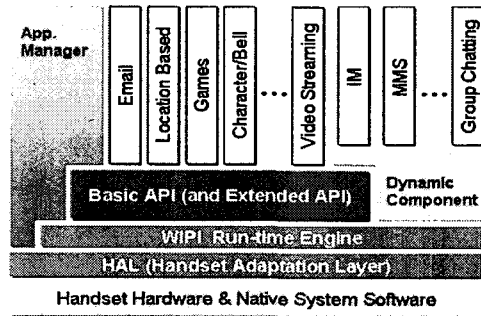 App.
Manager
Email
Location Based
Games
Character/Bell
...
Video Streaming
IM
MMS
...
Group Chatting
Basic API (and Extended API)
Dynamic
Component
WIPI Run-time Engine
HAL (Handset Adaptation Layer)
Handset Hardware & Native System Software